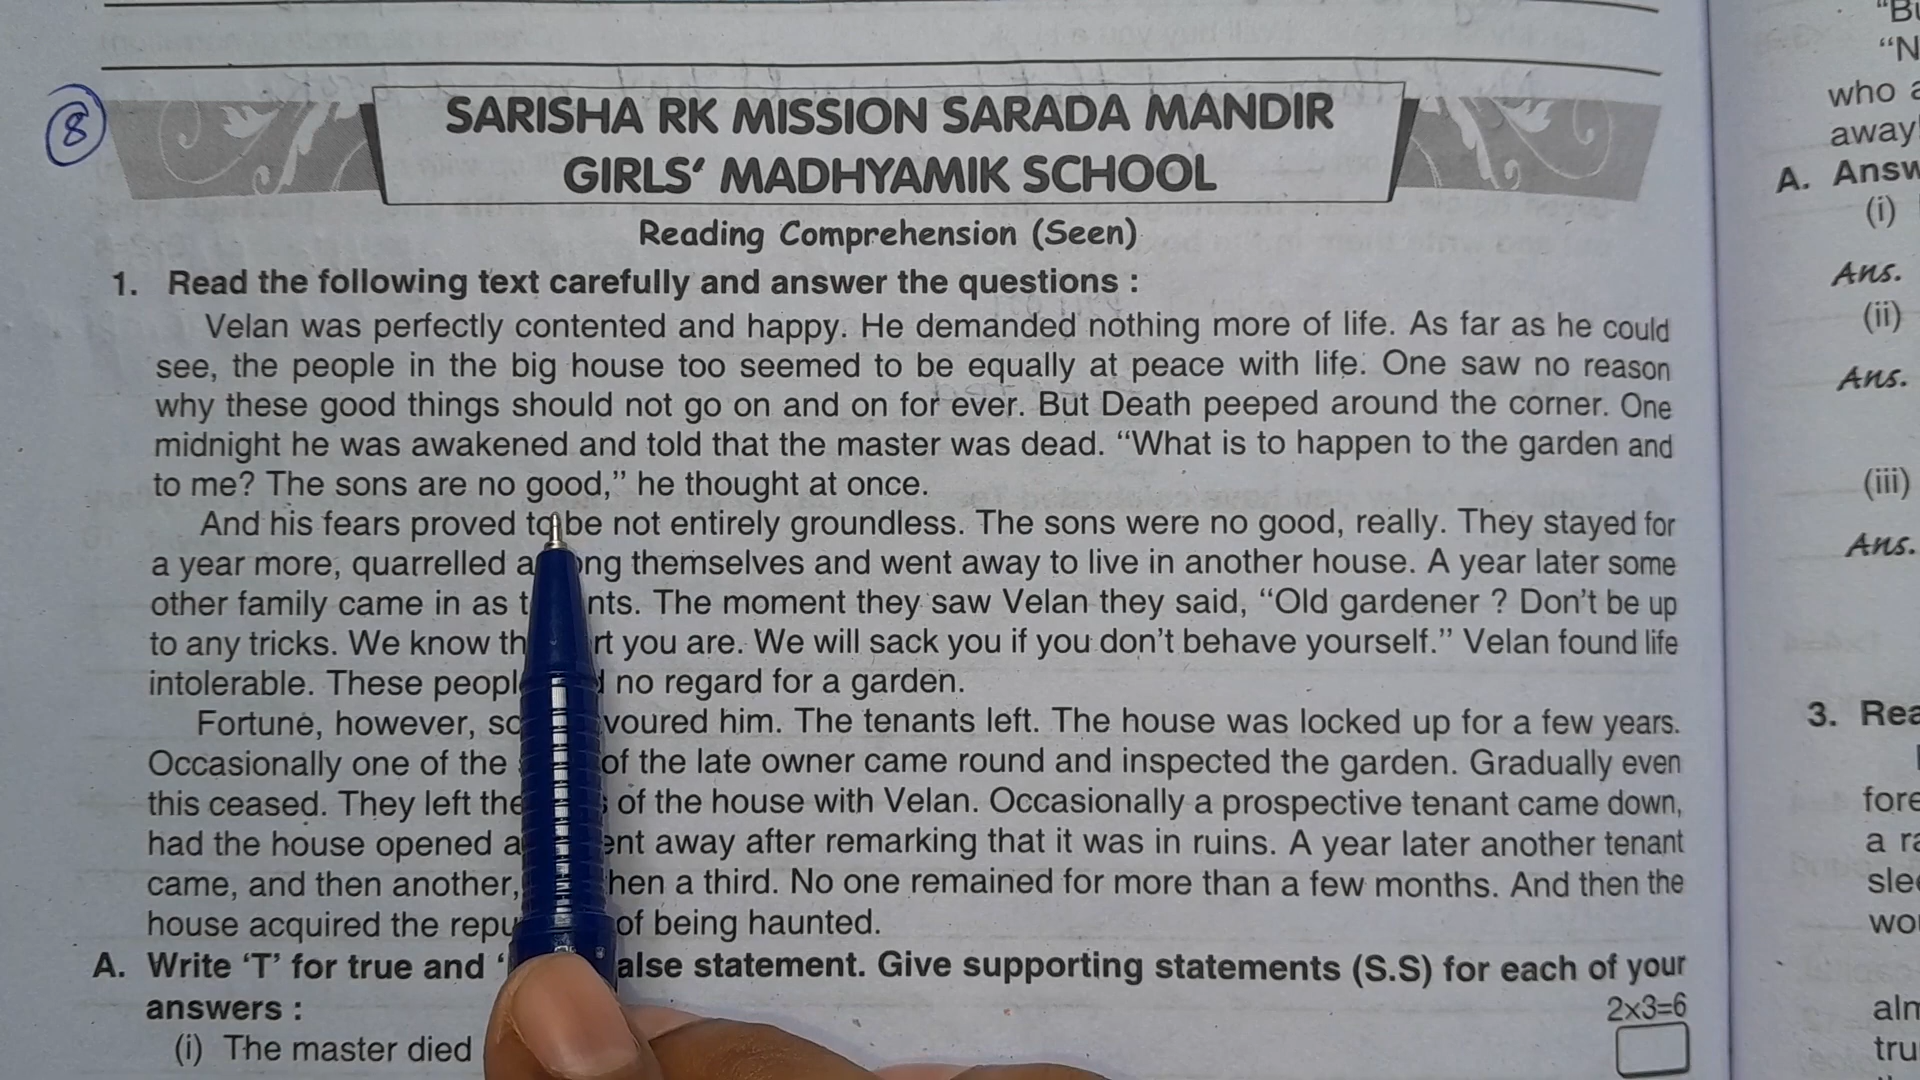 8
SARISHA RK MISSION SARADA MANDIR
GIRLS' MADHYAMIK SCHOOL
Reading Comprehension (Seen)
1. Read the following text carefully and answer the questions :
Velan was perfectly contented and happy. He demanded nothing more of life. As far as he could
see, the people in the big house too seemed to be equally at peace with life. One saw no reason
why these good things should not go on and on for ever. But Death peeped around the corner. One
midnight he was awakened and told that the master was dead. “What is to happen to the garden and
to me? The sons are no good,” he thought at once.
And his fears proved to be not entirely groundless. The sons were no good, really. They stayed for
a year more, quarrelled themselves and went away to live in another house. A year later some
other family came in as The moment they saw Velan they said, “Old gardener ? Don't be up
to any tricks. We know you are. We will sack you if you don't behave yourself.” Velan found life
intolerable. These no regard for a garden.
Fortune, however, him. The tenants left. The house was locked up for a few years.
Occasionally one of the of the late owner came round and inspected the garden. Gradually even
this ceased. They left the of the house with Velan. Occasionally a prospective tenant came down,
had the house opened away after remarking that it was in ruins. A year later another tenant
came, and then another, a third. No one remained for more than a few months. And then the
house acquired the of being haunted.
A. Write ‘T’ for true and statement. Give supporting statements (S.S) for each of your
answers : 2x3=6
(i) The master died
“N
who
away
A. Answ
(i)
Ans.
(ii)
Ans.
(iii)
Ans.
3. Rea
fore
a ra
slee
wo
alm
tru